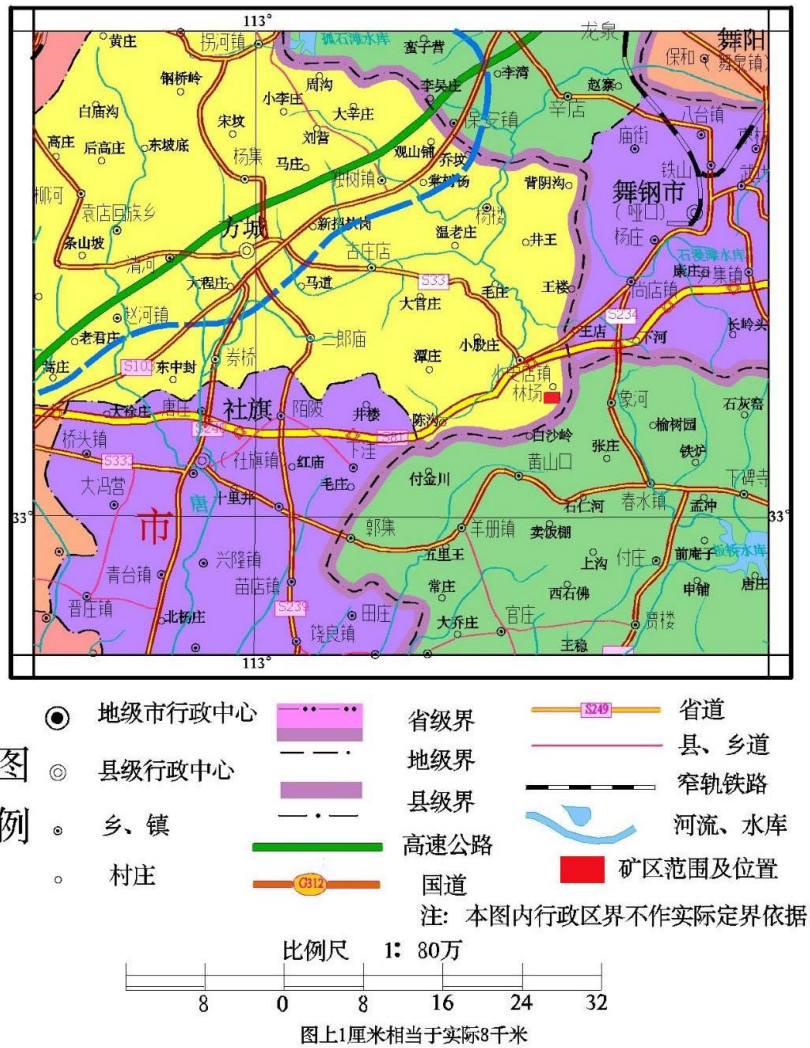 113°
黄庄
拐河镇
孤石滩水库
蛮子营
龙泉
舞阳
保和
(舞泉镇)
钢桥岭
周沟
李吴庄
李湾
赵寨
白庙沟
小李庄
大辛庄
辛店
八台镇
宋坟
刘营
保安镇
庙街
高庄
后高庄
东坡底
杨集
马庄
观山铺
乔坟
铁山
柳河
独树镇
背阴沟
舞钢市
(垭口)
袁店回族乡
方城
杨楼
杨庄
条山坡
清河
古庄店
温老庄
井王
石漫滩水库
大程庄
马道
S331
毛庄
王楼
康庄
尹集镇
尚店镇
赵河镇
大官庄
S234
老君庄
二郎庙
小殷庄
王店
下河
长岭头
嵩庄
S103
东中封
券桥
潭庄
小史店镇
林场
大徐庄
唐庄
社旗
陌陂
井楼
陈沟
象河
石灰窑
桥头镇
白沙岭
榆树园
S333
(社旗镇)
红庙
下洼
张庄
铁炉
大冯营
毛庄
付金川
黄山口
下碑寺
33°
市
唐
十里井
郭集
羊册镇
石仁河
春水镇
孟冲
33°
卖饭棚
五里王
前庵子
板桥水库
兴隆镇
上沟
付庄
青台镇
苗店镇
常庄
西石佛
申铺
唐庄
晋庄镇
北杨庄
S239
田庄
大乔庄
官庄
贾楼
饶良镇
王稳
113°
图例
地级市行政中心
省级界
S249
省道
地级界
县、乡道
县级行政中心
县级界
窄轨铁路
乡、镇
高速公路
河流、水库
村庄
G312
国道
矿区范围及位置
注: 本图内行政区界不作实际定界依据
比例尺 1: 80万
8 0 8 16 24 32
图上1厘米相当于实际8千米